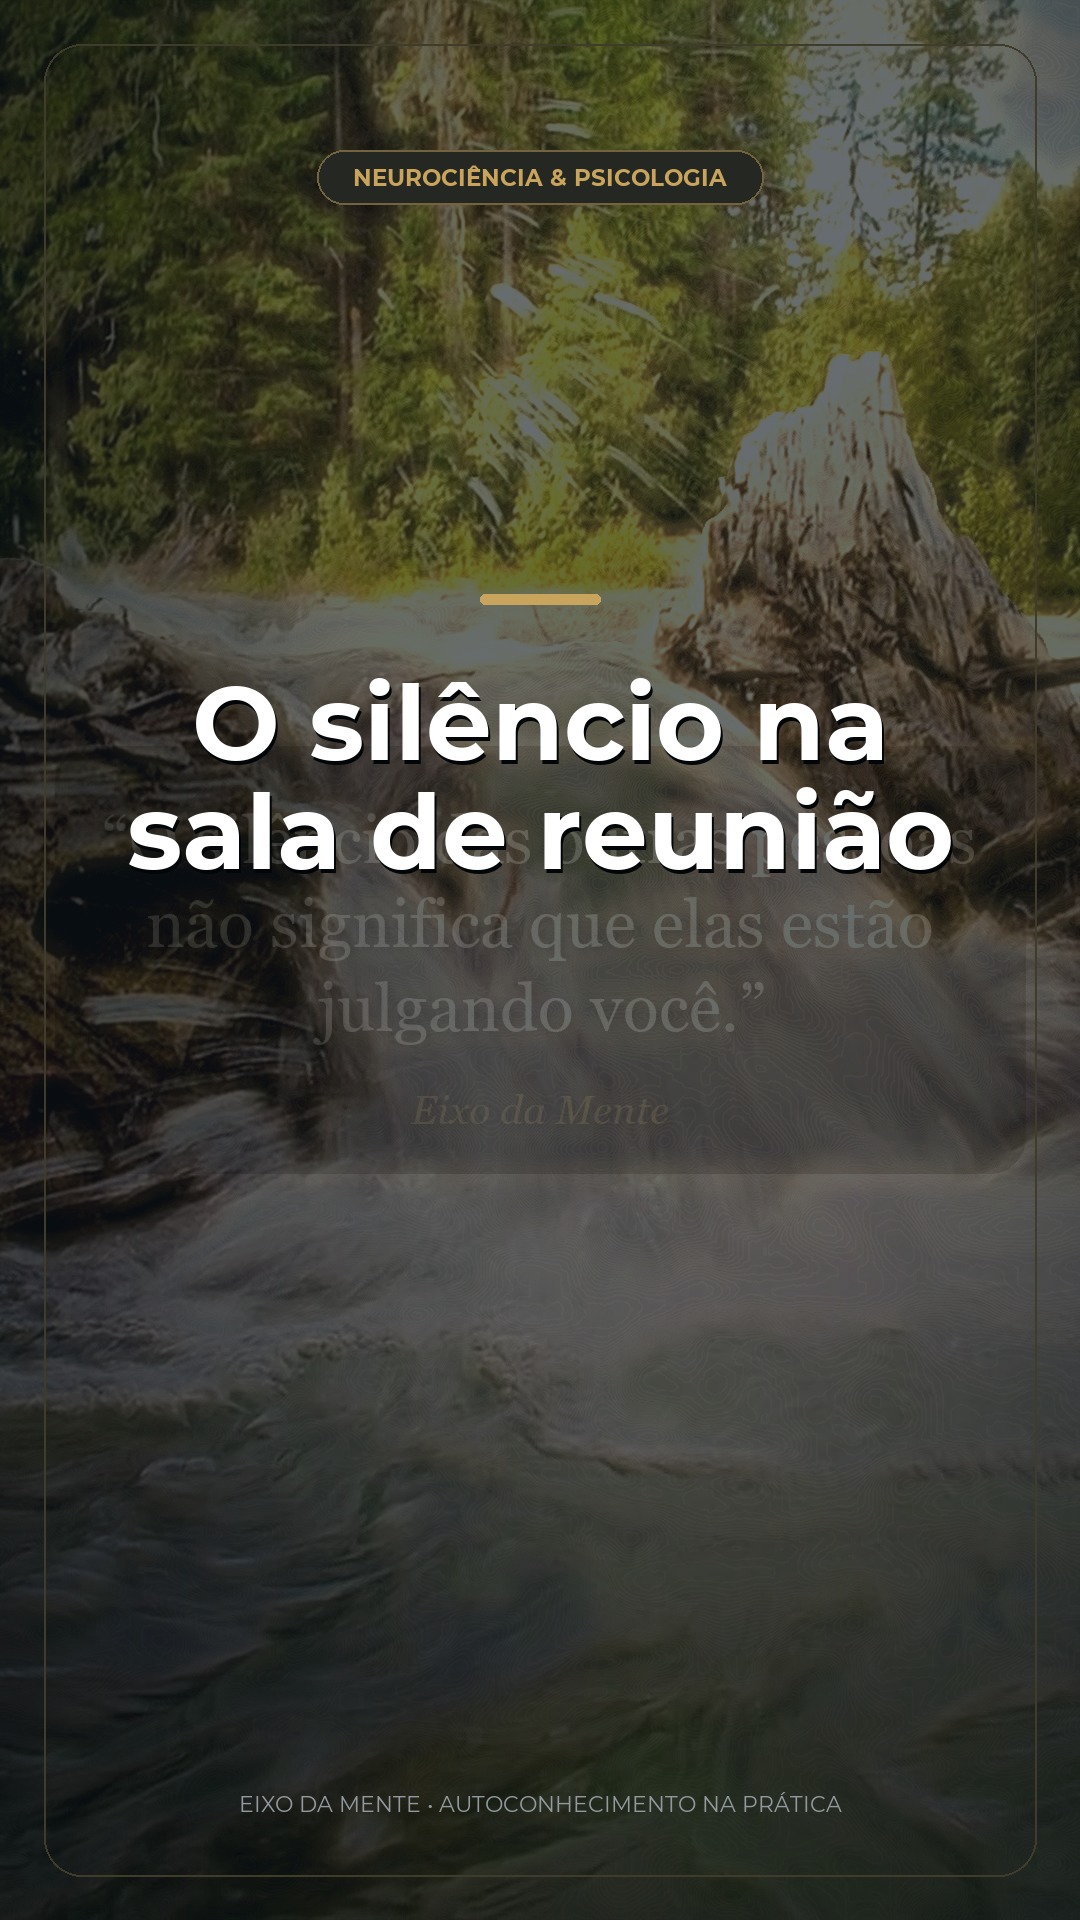 NEUROCIÊNCIA & PSICOLOGIA
O silêncio na
sala de reunião
não significa que elas estão
julgando você.”
Eixo da Mente
EIXO DA MENTE • AUTOCONHECIMENTO NA PRÁTICA